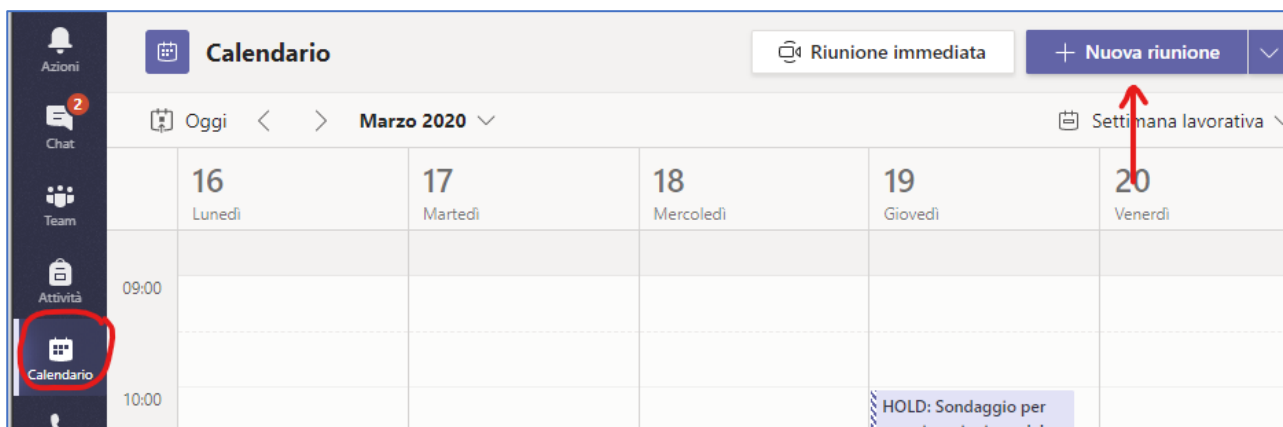 Azioni
2
Chat
Team
Attività
Calendario
Calendario
Riunione immediata
+ Nuova riunione
Oggi
Marzo 2020
Settimana lavorativa
16
Lunedì
17
Martedì
18
Mercoledì
19
Giovedì
20
Venerdì
09:00
10:00
HOLD: Sondaggio per